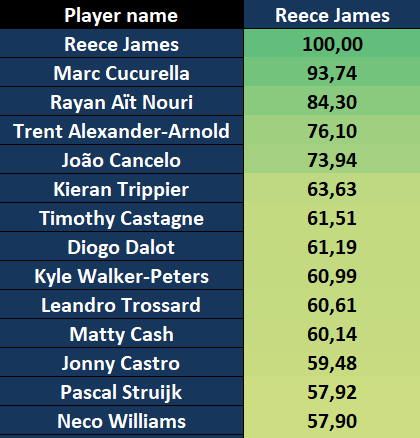 Player name Reece James
Reece James 100,00
Marc Cucurella 93,74
Rayan Aït Nouri 84,30
Trent Alexander-Arnold 76,10
João Cancelo 73,94
Kieran Trippier 63,63
Timothy Castagne 61,51
Diogo Dalot 61,19
Kyle Walker-Peters 60,99
Leandro Trossard 60,61
Matty Cash 60,14
Jonny Castro 59,48
Pascal Struijk 57,92
Neco Williams 57,90